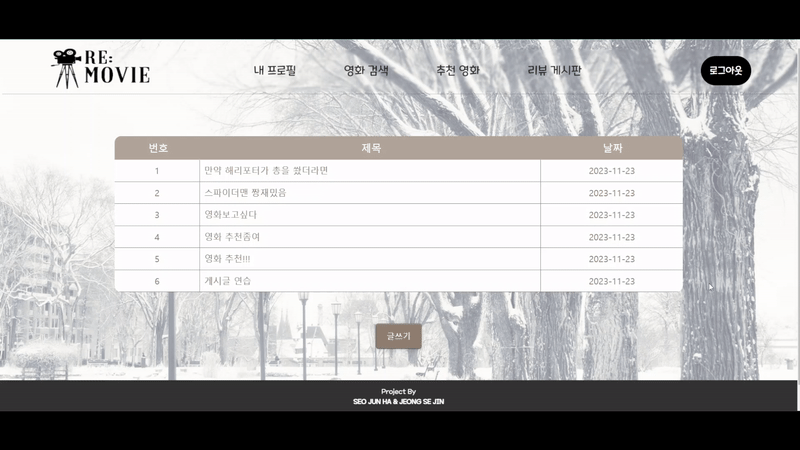 RE:
MOVIE
내 프로필 영화 검색 추천 영화 리뷰 게시판 로그아웃
번호 제목 날짜
1 만약 해리포터가 총을 쐈더라면 2023-11-23
2 스파이더맨 짱재밌음 2023-11-23
3 영화보고싶다 2023-11-23
4 영화 추천좀여 2023-11-23
5 영화 추천!!! 2023-11-23
6 게시글 연습 2023-11-23
글쓰기
Project By
SEO JUN HA & JEONG SE JIN